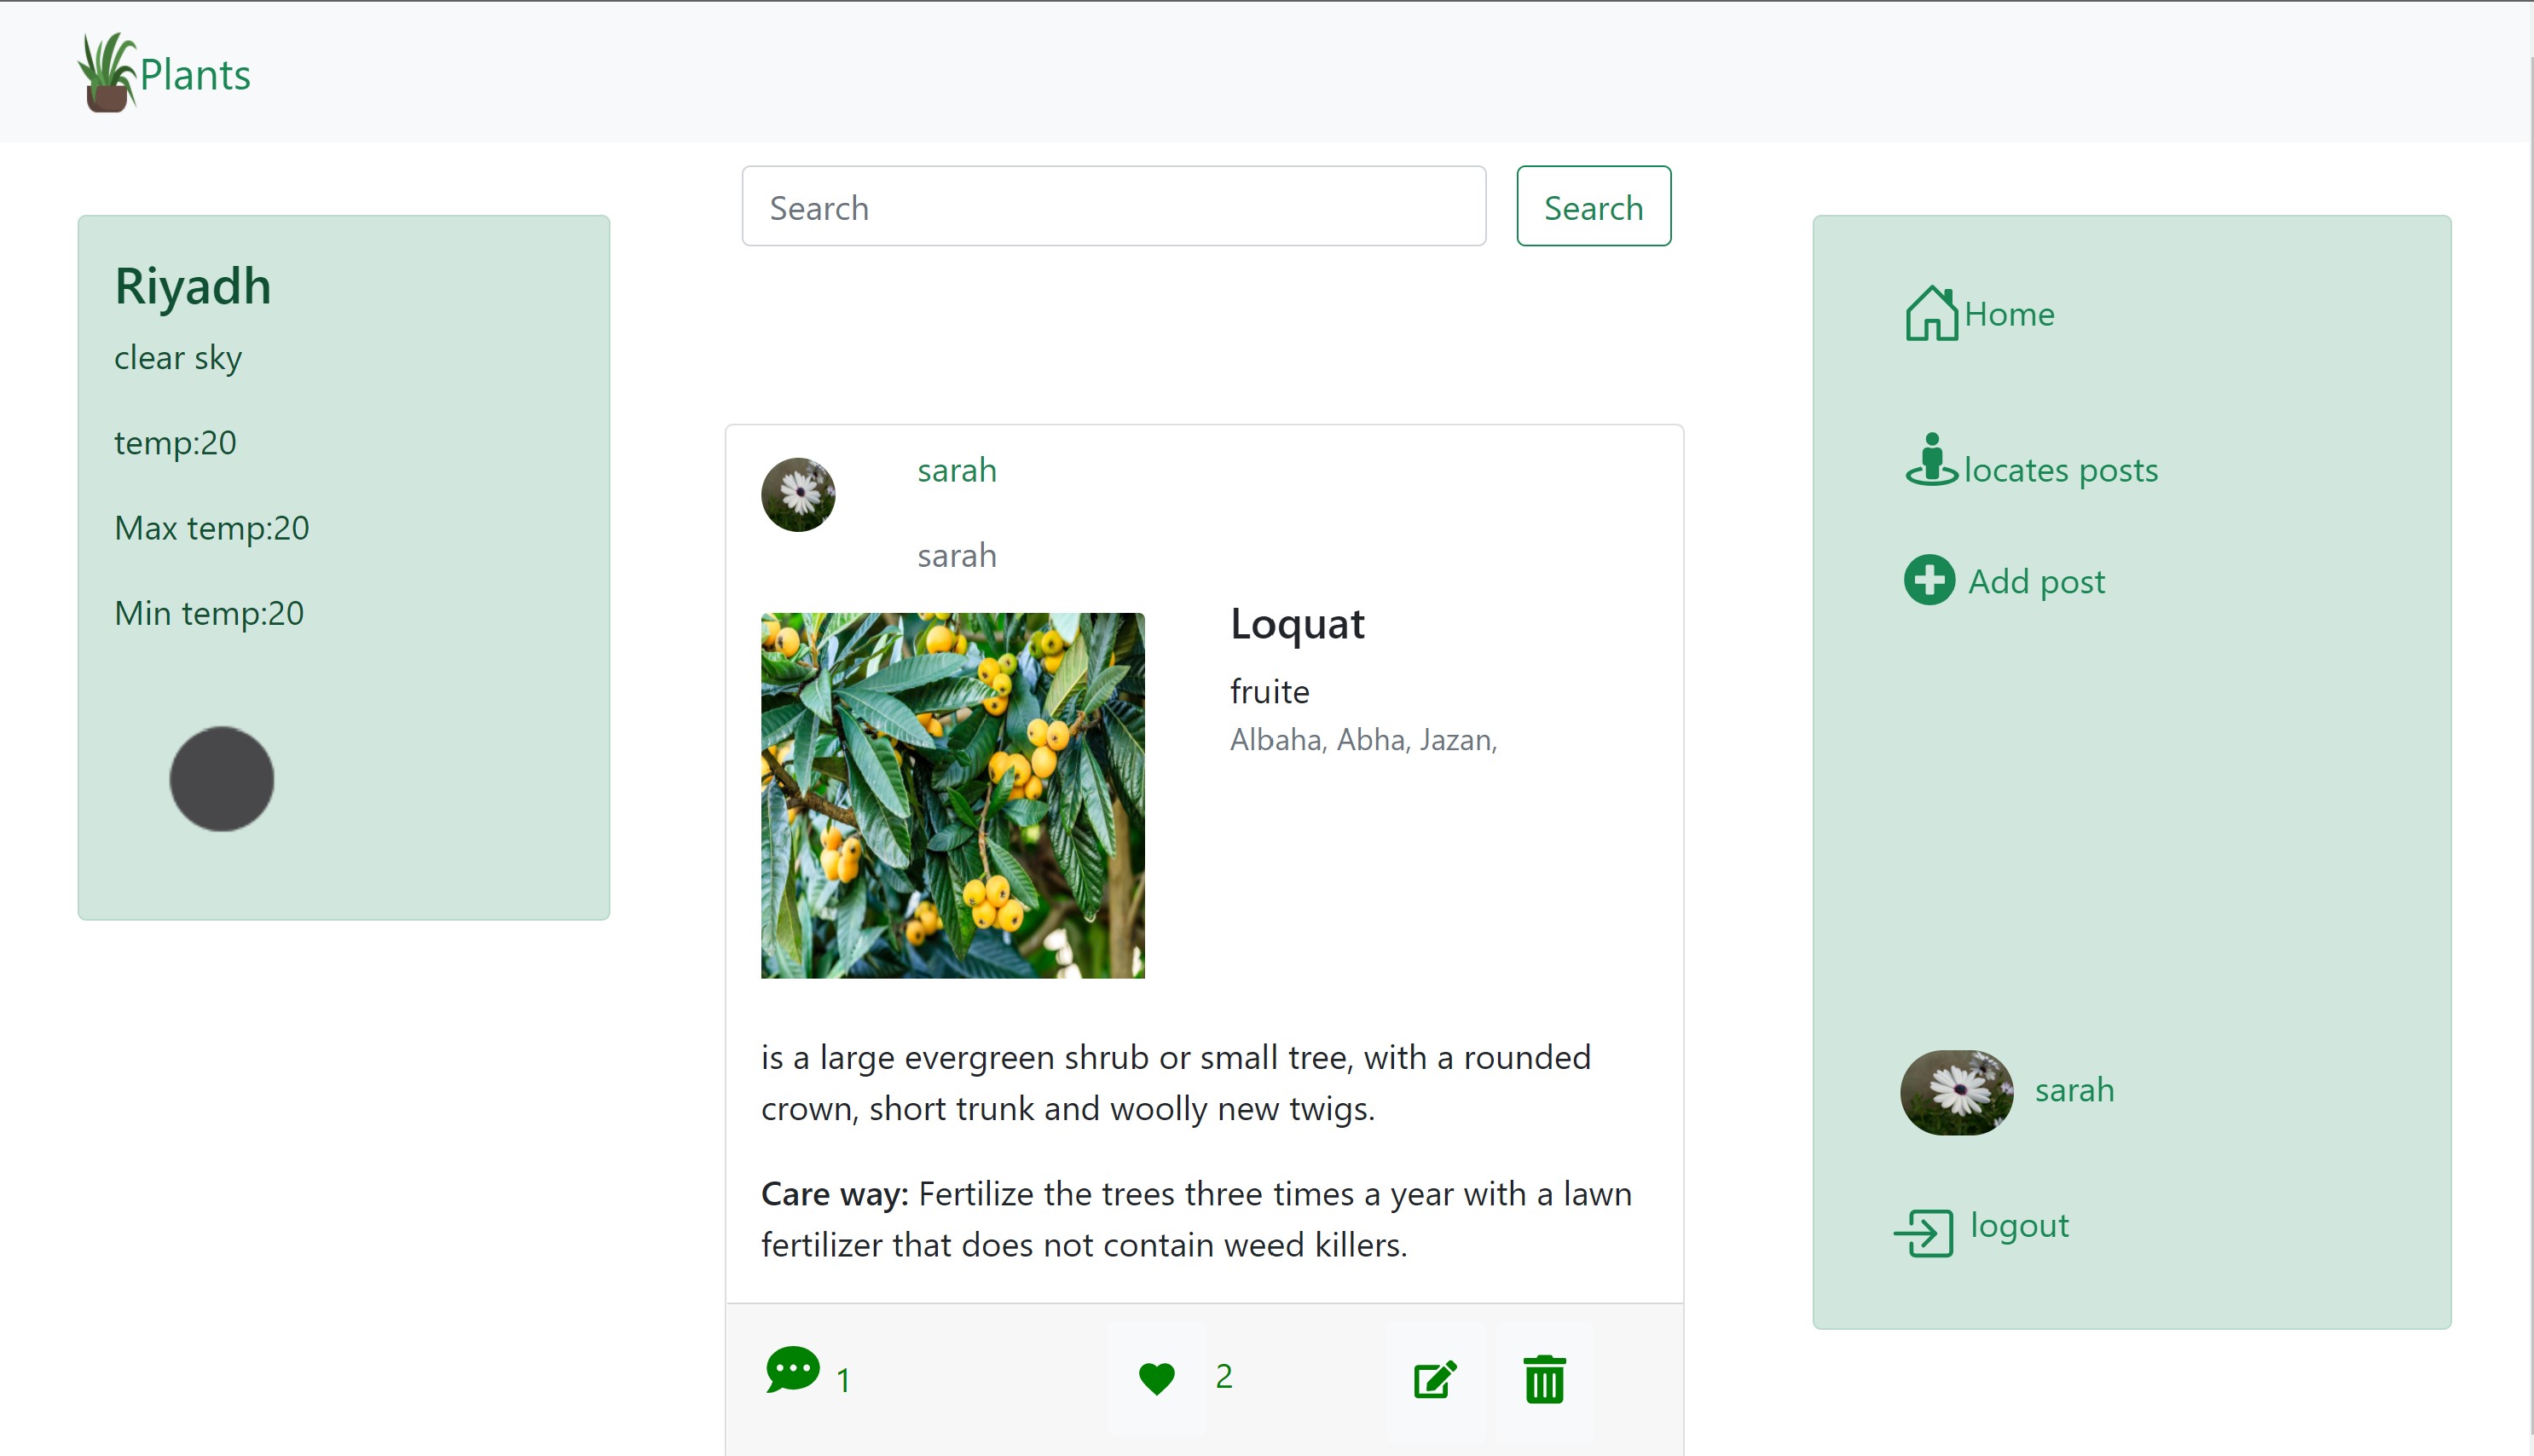 Plants
Search
Search
Riyadh
clear sky
temp:20
Max temp:20
Min temp:20
sarah
sarah
Loquat
fruite
Albaha, Abha, Jazan,
is a large evergreen shrub or small tree, with a rounded
crown, short trunk and woolly new twigs.
Care way: Fertilize the trees three times a year with a lawn
fertilizer that does not contain weed killers.
1
2
Home
locates posts
Add post
sarah
logout